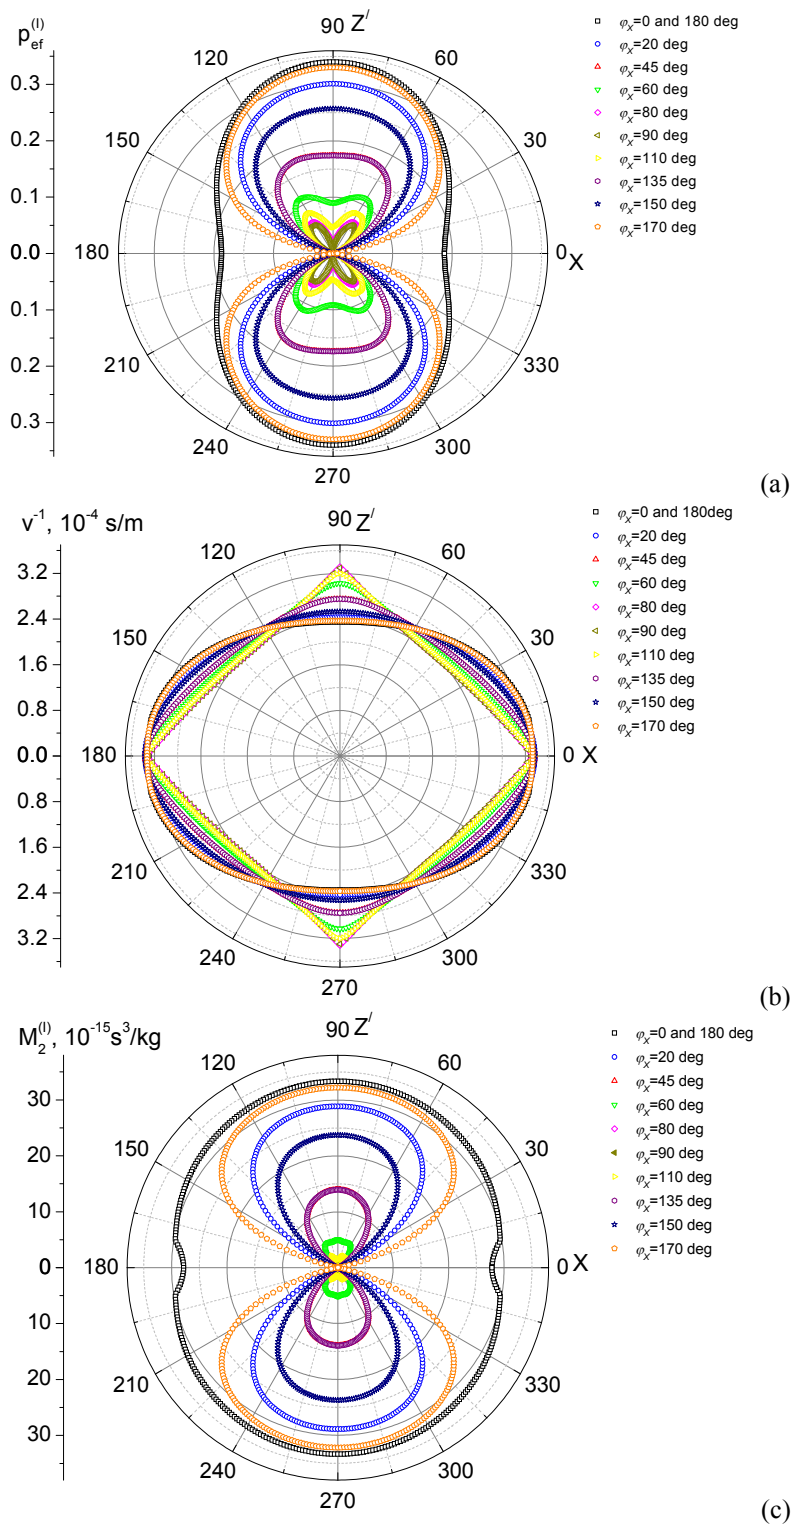 p_ef^(I)
90 Z/
120
60
150
30
180
0
X
210
330
240
300
270
0.3
0.2
0.1
0.0
0.1
0.2
0.3
φX=0 and 180 deg
φX=20 deg
φX=45 deg
φX=60 deg
φX=80 deg
φX=90 deg
φX=110 deg
φX=135 deg
φX=150 deg
φX=170 deg
(a)
v-1, 10-4 s/m
90 Z/
120
60
150
30
180
0 X
210
330
240
300
270
3.2
2.4
1.6
0.8
0.0
0.8
1.6
2.4
3.2
φX=0 and 180deg
φX=20 deg
φX=45 deg
φX=60 deg
φX=80 deg
φX=90 deg
φX=110 deg
φX=135 deg
φX=150 deg
φX=170 deg
(b)
M_2^(I), 10-15s3/kg
90 Z/
120
60
150
30
180
0 X
210
330
240
300
270
30
20
10
0
10
20
30
φX=0 and 180 deg
φX=20 deg
φX=45 deg
φX=60 deg
φX=80 deg
φX=90 deg
φX=110 deg
φX=135 deg
φX=150 deg
φX=170 deg
(c)